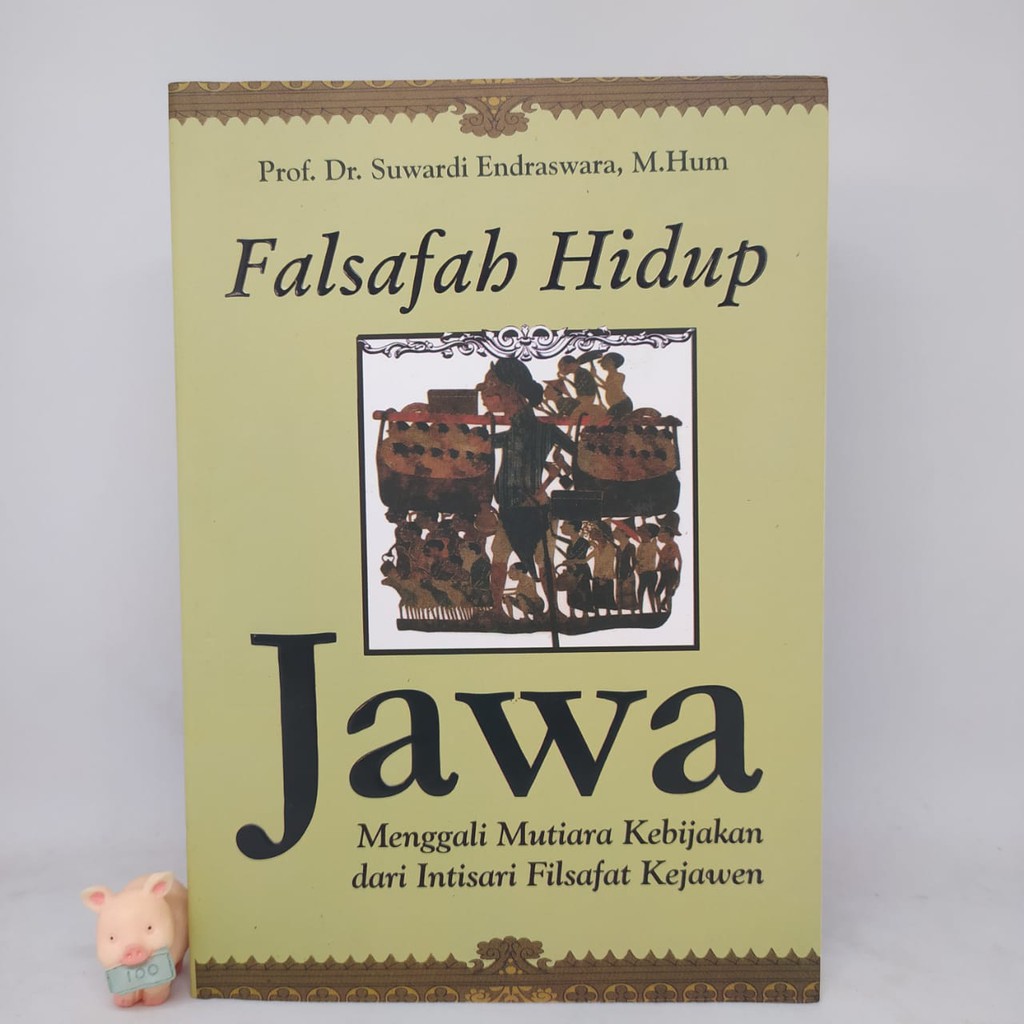 Prof. Dr. Suwardi Endraswara, M.Hum
Falsafah Hidup
Jawa
Menggali Mutiara Kebijakan
dari Intisari Filsafat Kejawen
100